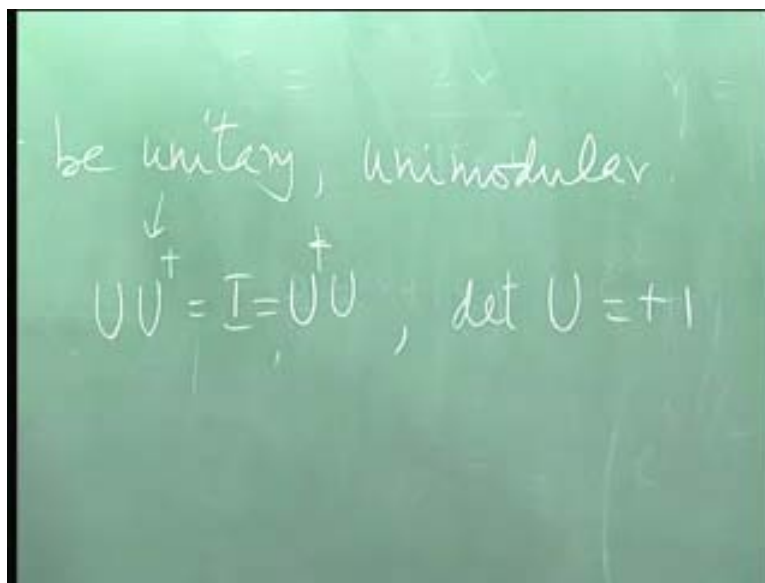 be unitary, unimodular.
↓
UU† = I = U†U, det U = +1